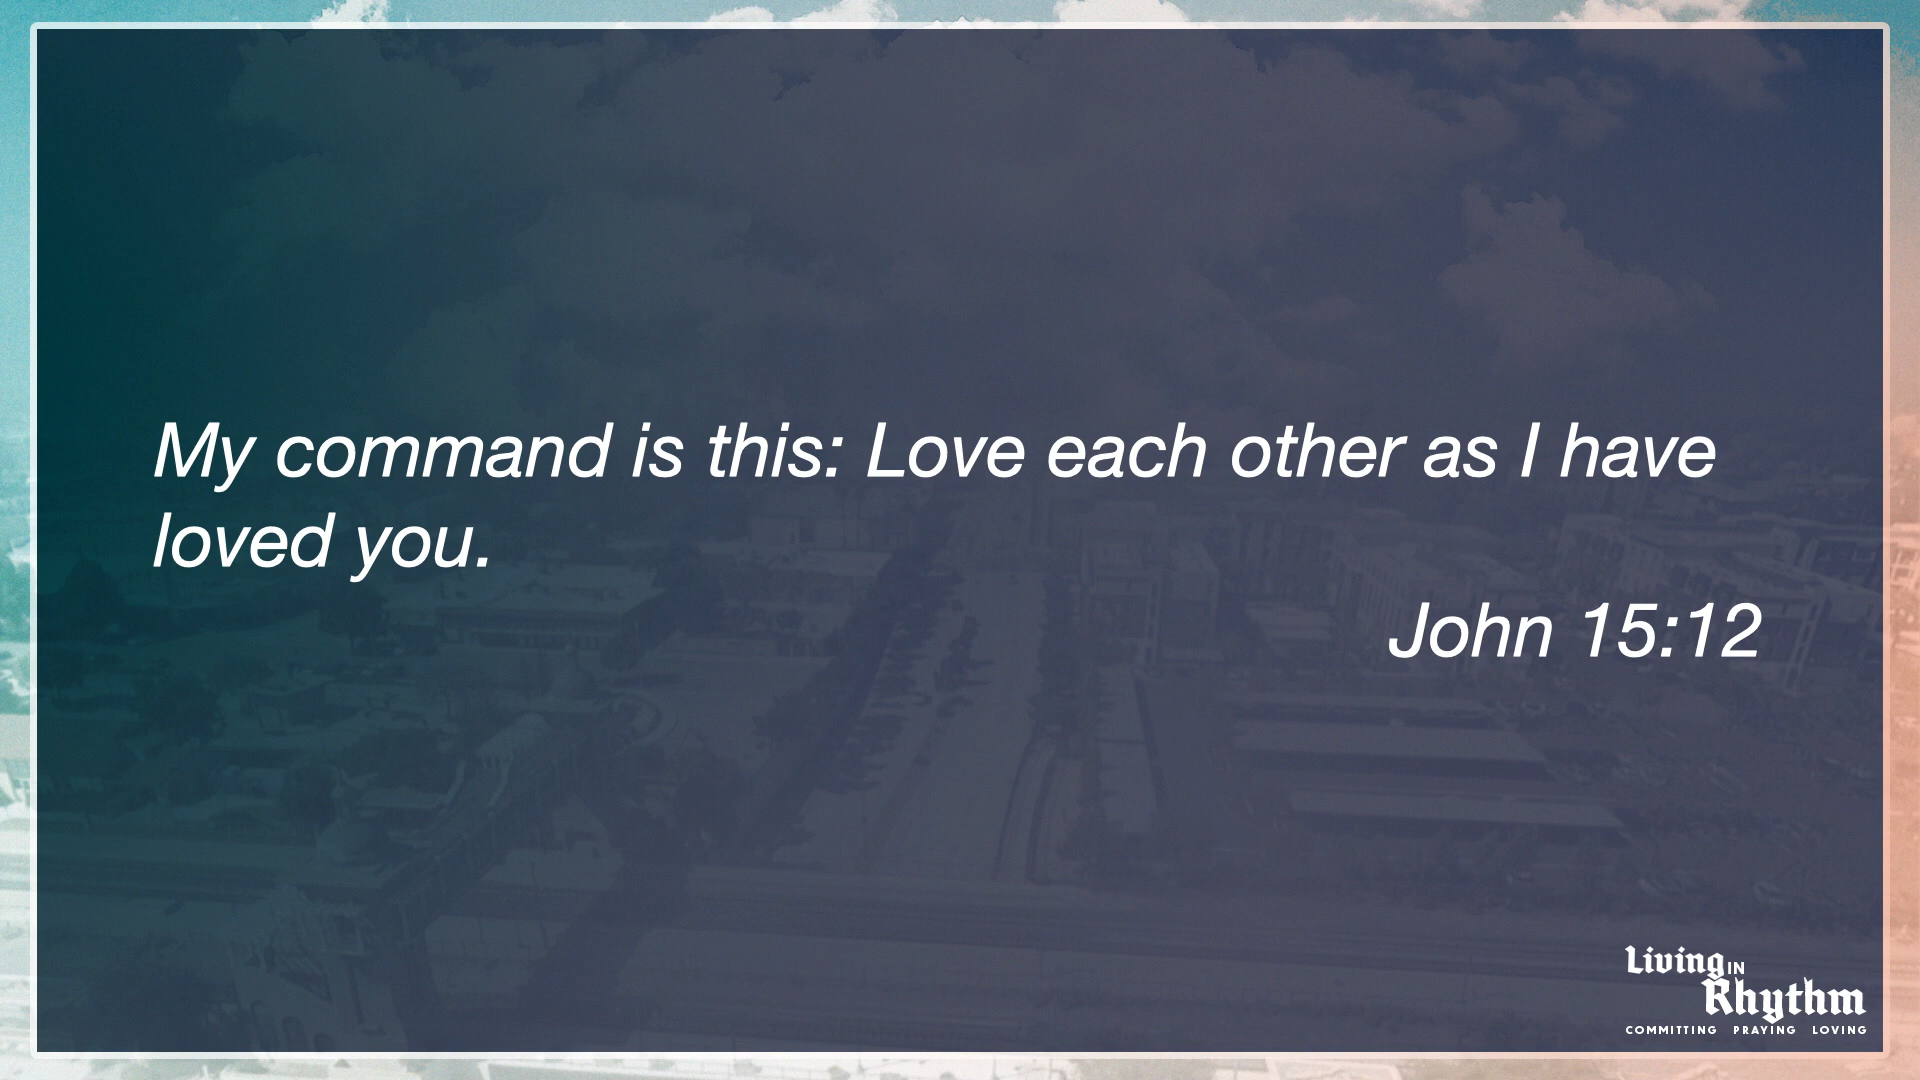 My command is this: Love each other as I have
loved you.
John 15:12
Living IN
Rhythm
COMMITTING PRAYING LOVING